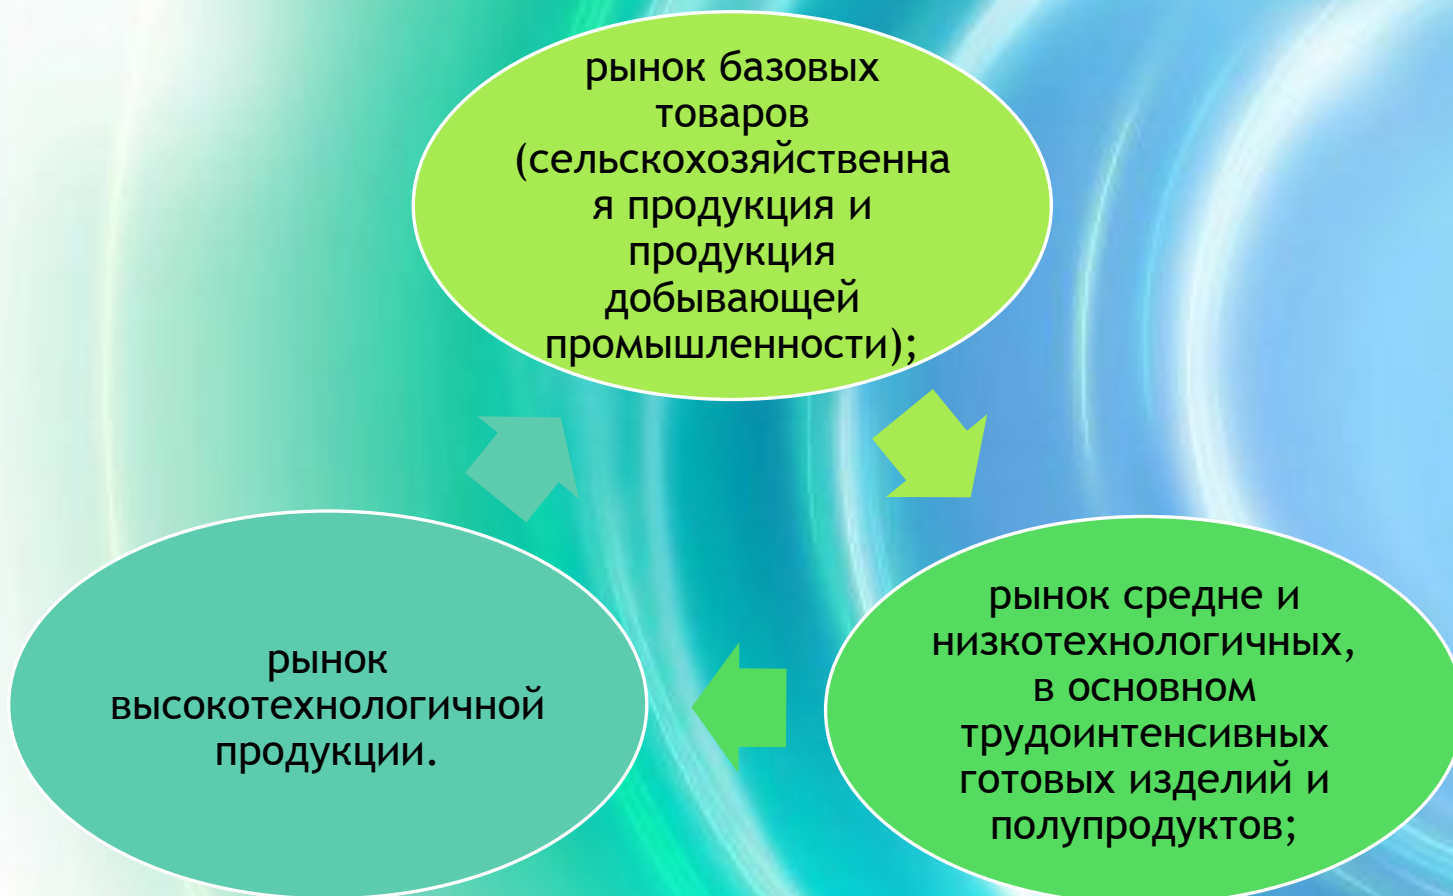 рынок базовых
товаров
(сельскохозяйственна
я продукция и
продукция
добывающей
промышленности);
рынок средне и
низкотехнологичных,
в основном
трудоинтенсивных
готовых изделий и
полупродуктов;
рынок
высокотехнологичной
продукции.